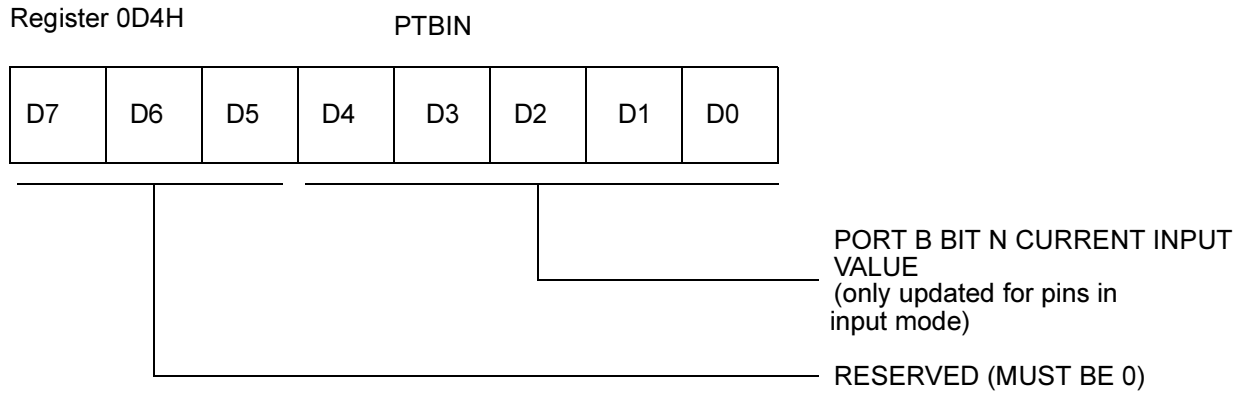 Register 0D4H
PTBIN
D7 D6 D5 D4 D3 D2 D1 D0
PORT B BIT N CURRENT INPUT
VALUE
(only updated for pins in
input mode)
RESERVED (MUST BE 0)